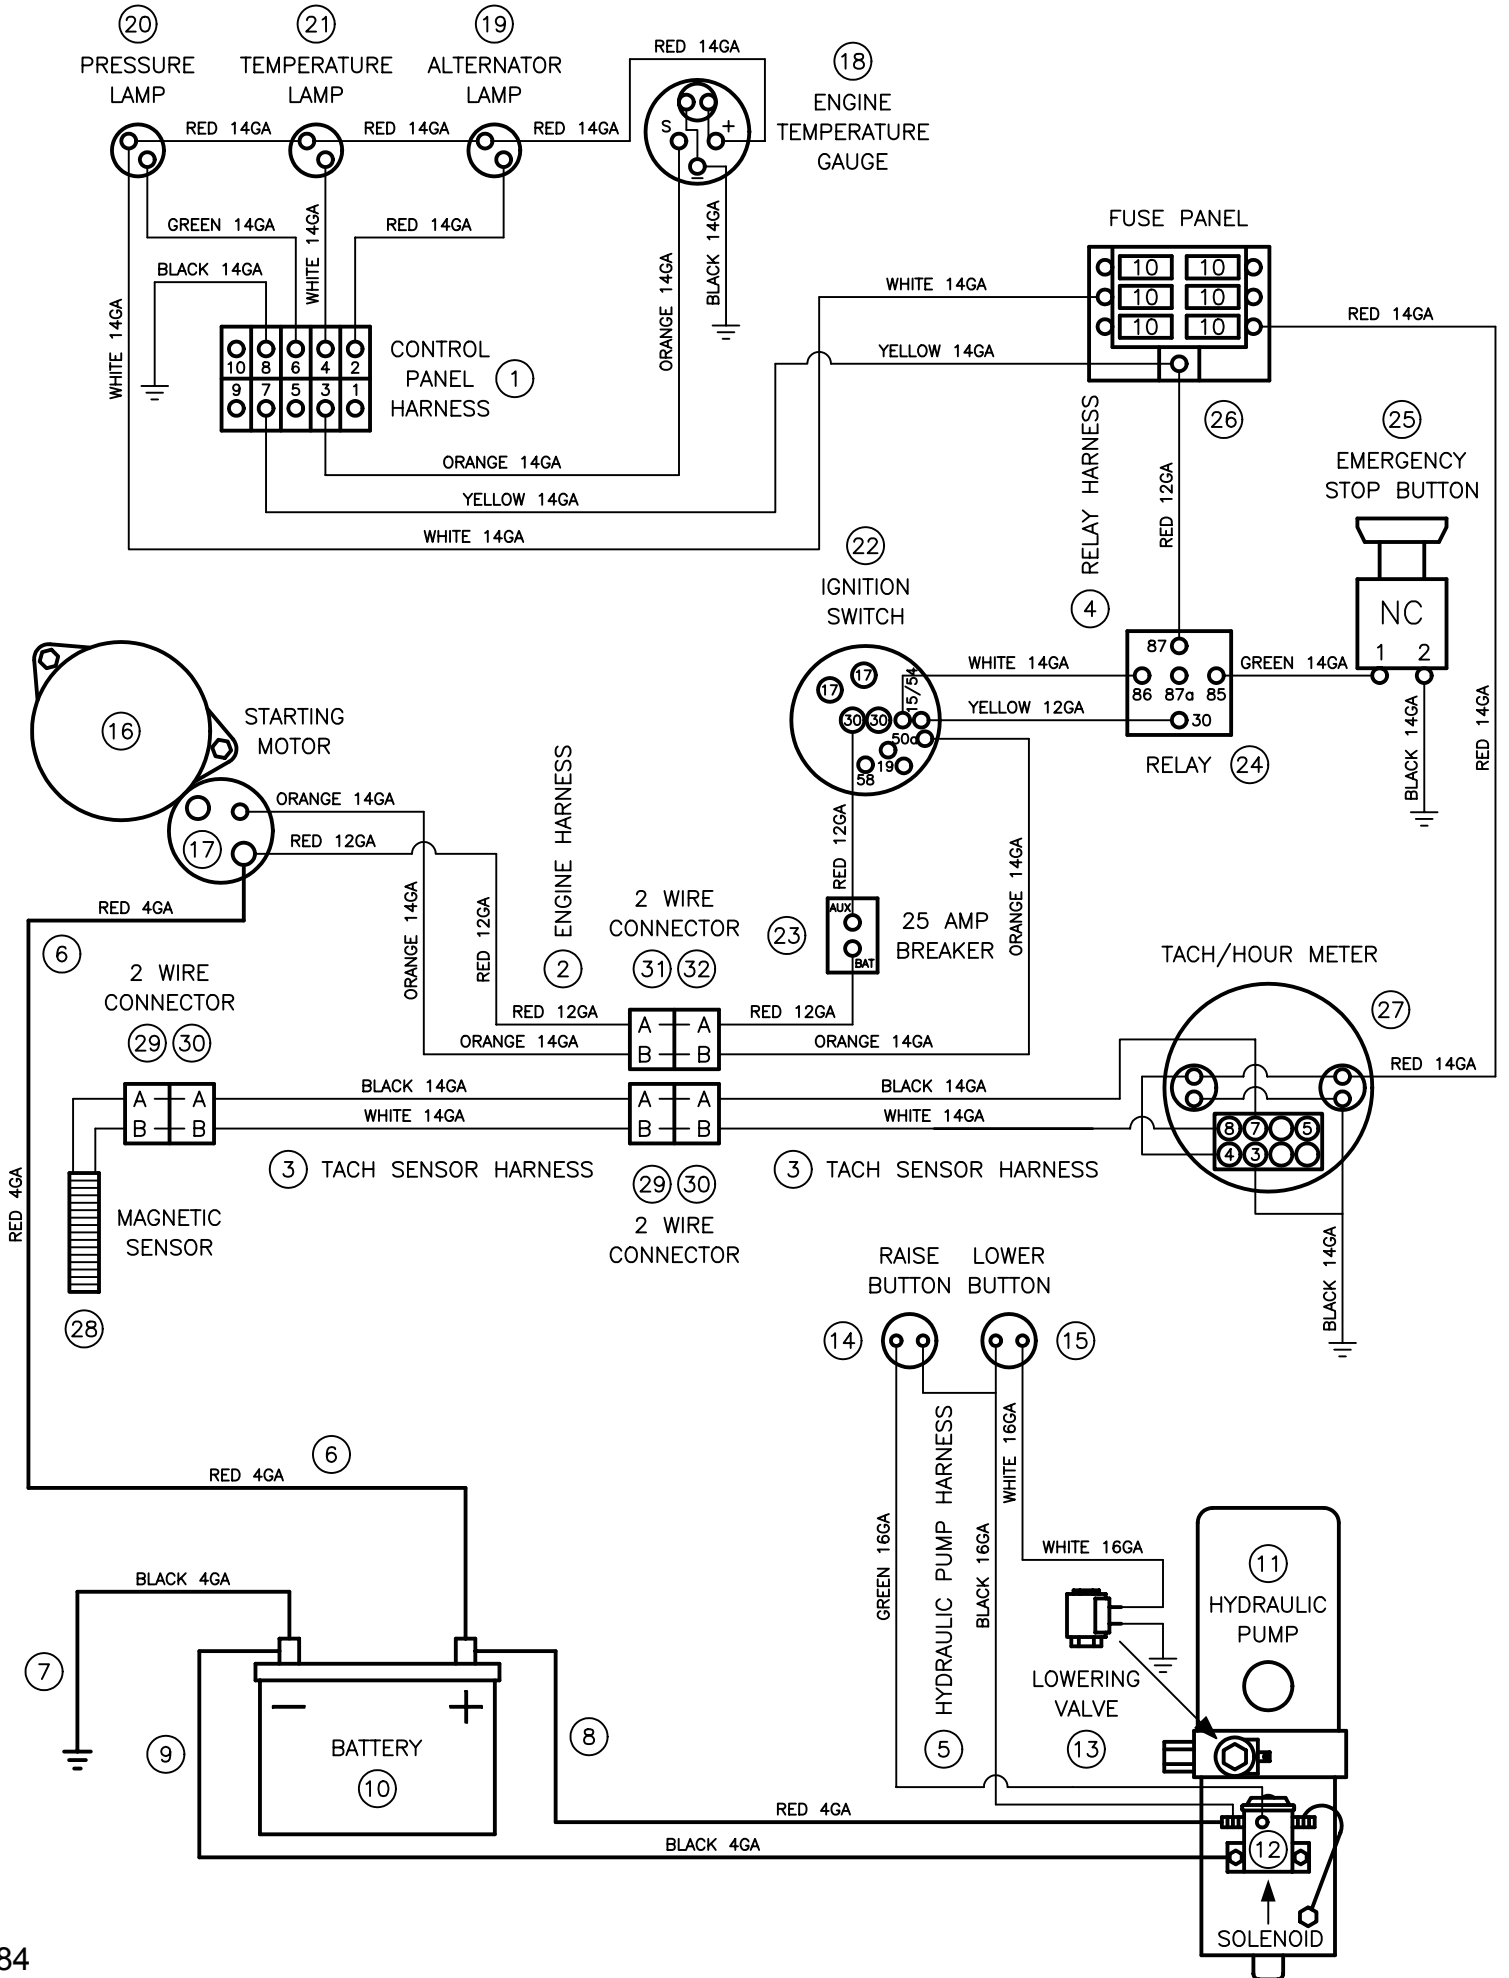 20
21
19
18
PRESSURE
LAMP
TEMPERATURE
LAMP
ALTERNATOR
LAMP
RED 14GA
ENGINE
TEMPERATURE
GAUGE
RED 14GA
RED 14GA
RED 14GA
S
+
–
GREEN 14GA
WHITE 14GA
RED 14GA
BLACK 14GA
WHITE 14GA
ORANGE 14GA
BLACK 14GA
10 8 6 4 2
9 7 5 3 1
CONTROL
PANEL
HARNESS
1
ORANGE 14GA
YELLOW 14GA
WHITE 14GA
FUSE PANEL
WHITE 14GA
YELLOW 14GA
10 10
10 10
10 10
RED 14GA
26
RED 12GA
RELAY HARNESS
4
25
EMERGENCY
STOP BUTTON
NC
1 2
22
IGNITION
SWITCH
17
17
30 30
15/54
50a
19
58
WHITE 14GA
YELLOW 12GA
87
86 87a 85
30
GREEN 14GA
RELAY
24
BLACK 14GA
RED 14GA
16
STARTING
MOTOR
17
ORANGE 14GA
RED 12GA
RED 4GA
6
ORANGE 14GA
RED 12GA
ENGINE HARNESS
2
2 WIRE
CONNECTOR
31 32
RED 12GA
23
AUX
BAT
25 AMP
BREAKER
ORANGE 14GA
RED 12GA
ORANGE 14GA
A A
B B
RED 12GA
ORANGE 14GA
2 WIRE
CONNECTOR
29 30
A A
B B
BLACK 14GA
WHITE 14GA
A A
B B
BLACK 14GA
WHITE 14GA
3 TACH SENSOR HARNESS
29 30
2 WIRE
CONNECTOR
3 TACH SENSOR HARNESS
TACH/HOUR METER
27
RED 14GA
8 7 5
4 3
BLACK 14GA
MAGNETIC
SENSOR
28
RED 4GA
RAISE
BUTTON
LOWER
BUTTON
14
15
GREEN 16GA
HYDRAULIC PUMP HARNESS
5
BLACK 16GA
WHITE 16GA
WHITE 16GA
LOWERING
VALVE
13
11
HYDRAULIC
PUMP
6
RED 4GA
BLACK 4GA
7
9
–
+
BATTERY
10
8
RED 4GA
BLACK 4GA
12
SOLENOID
84